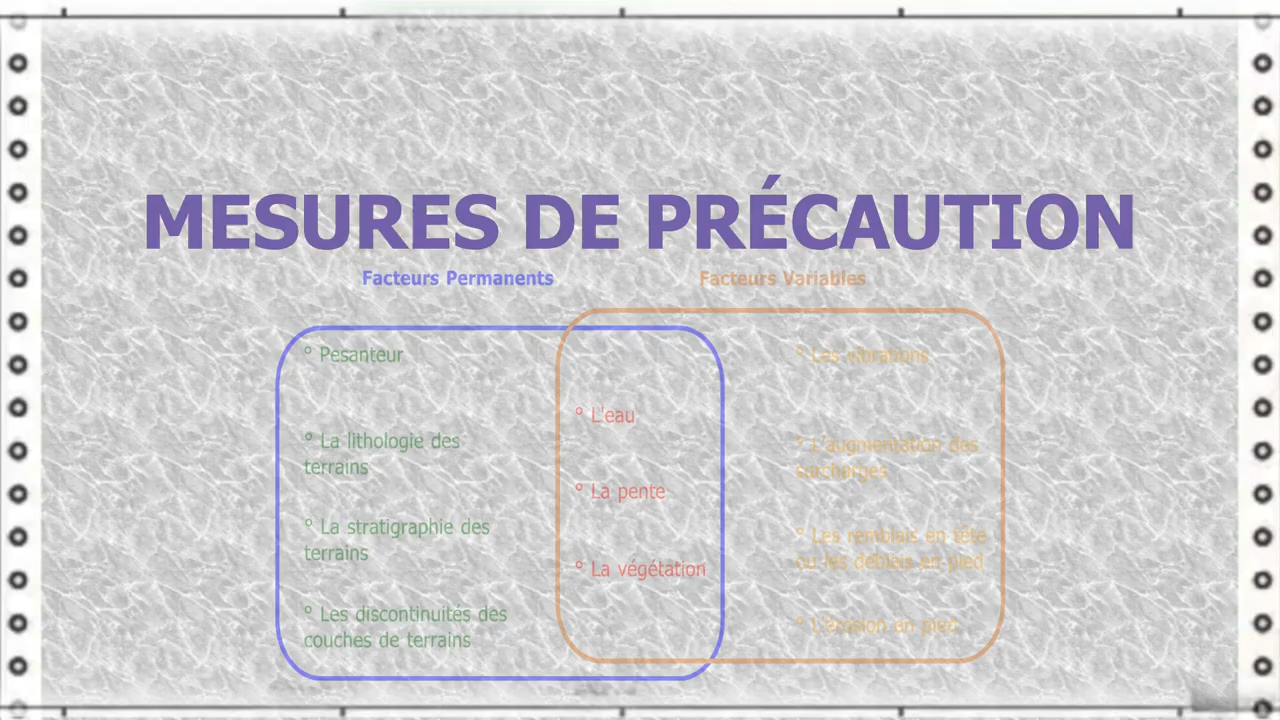 MESURES DE PRÉCAUTION
Facteurs Permanents
Facteurs Variables
° Pesanteur
° La lithologie des
terrains
° La stratigraphie des
terrains
° Les discontinuités des
couches de terrains
° L'eau
° La pente
° La végétation
° Les vibrations
° L'augmentation des
surcharges
° Les remblais en tête
ou les déblais en pied
° L'érosion en pied